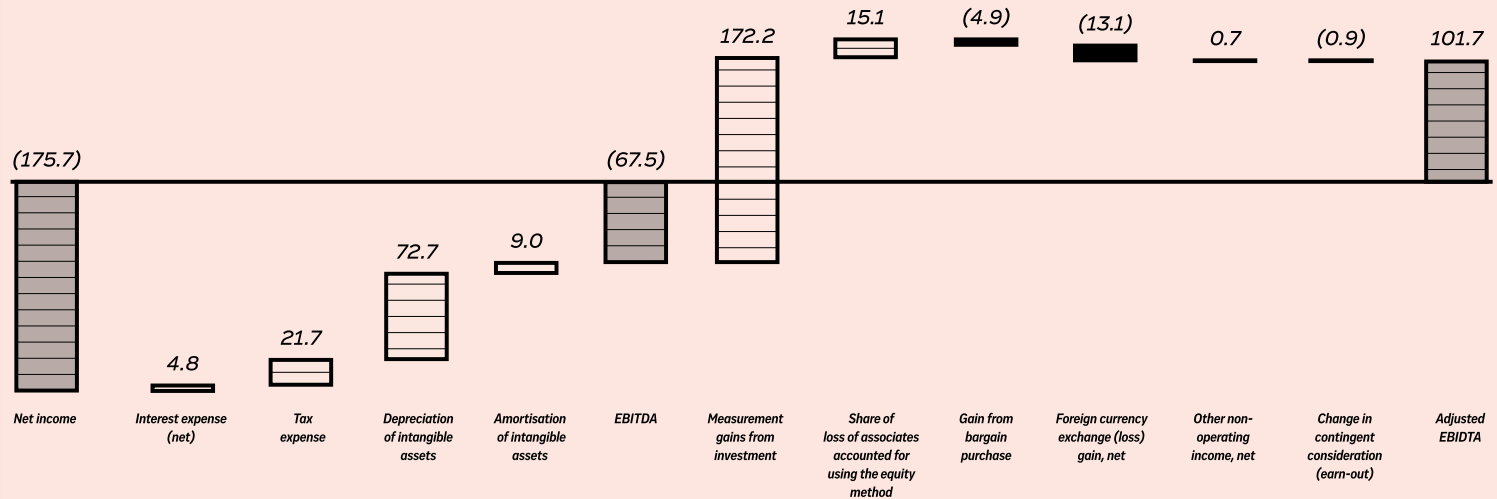 (175.7)
4.8
21.7
72.7
9.0
(67.5)
172.2
15.1
(4.9)
(13.1)
0.7
(0.9)
101.7
Net income
Interest expense
(net)
Tax
expense
Depreciation
of intangible
assets
Amortisation
of intangible
assets
EBITDA
Measurement
gains from
investment
Share of
loss of associates
accounted for
using the equity
method
Gain from
bargain
purchase
Foreign currency
exchange (loss)
gain, net
Other non-
operating
income, net
Change in
contingent
consideration
(earn-out)
Adjusted
EBIDTA